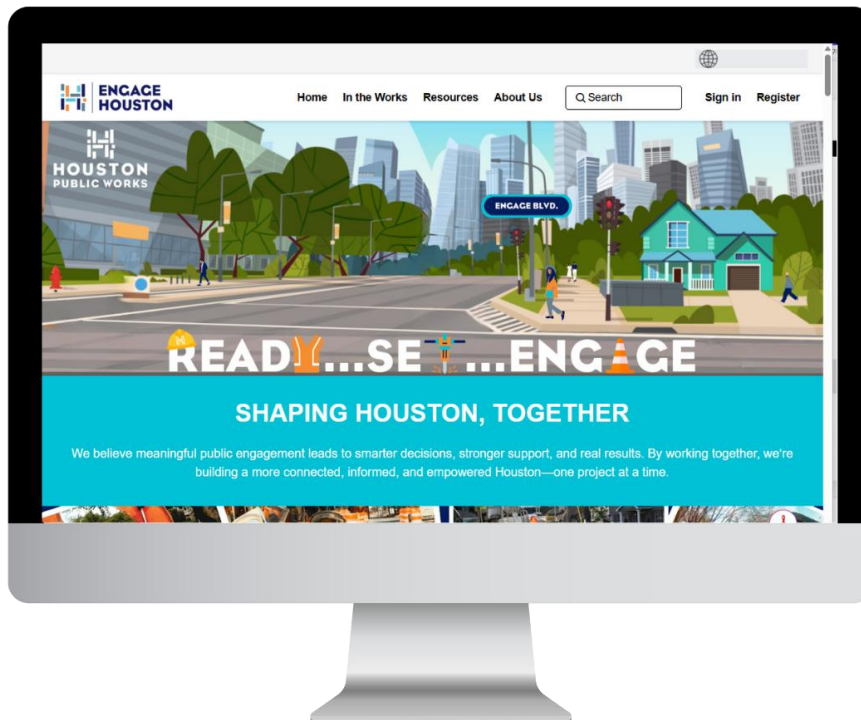 ENGAGE
HOUSTON
Home In the Works Resources About Us Search Sign in Register
HOUSTON
PUBLIC WORKS
ENGAGE BLVD.
READY...SET...ENGAGE
SHAPING HOUSTON, TOGETHER
We believe meaningful public engagement leads to smarter decisions, stronger support, and real results. By working together, we're
building a more connected, informed, and empowered Houston—one project at a time.